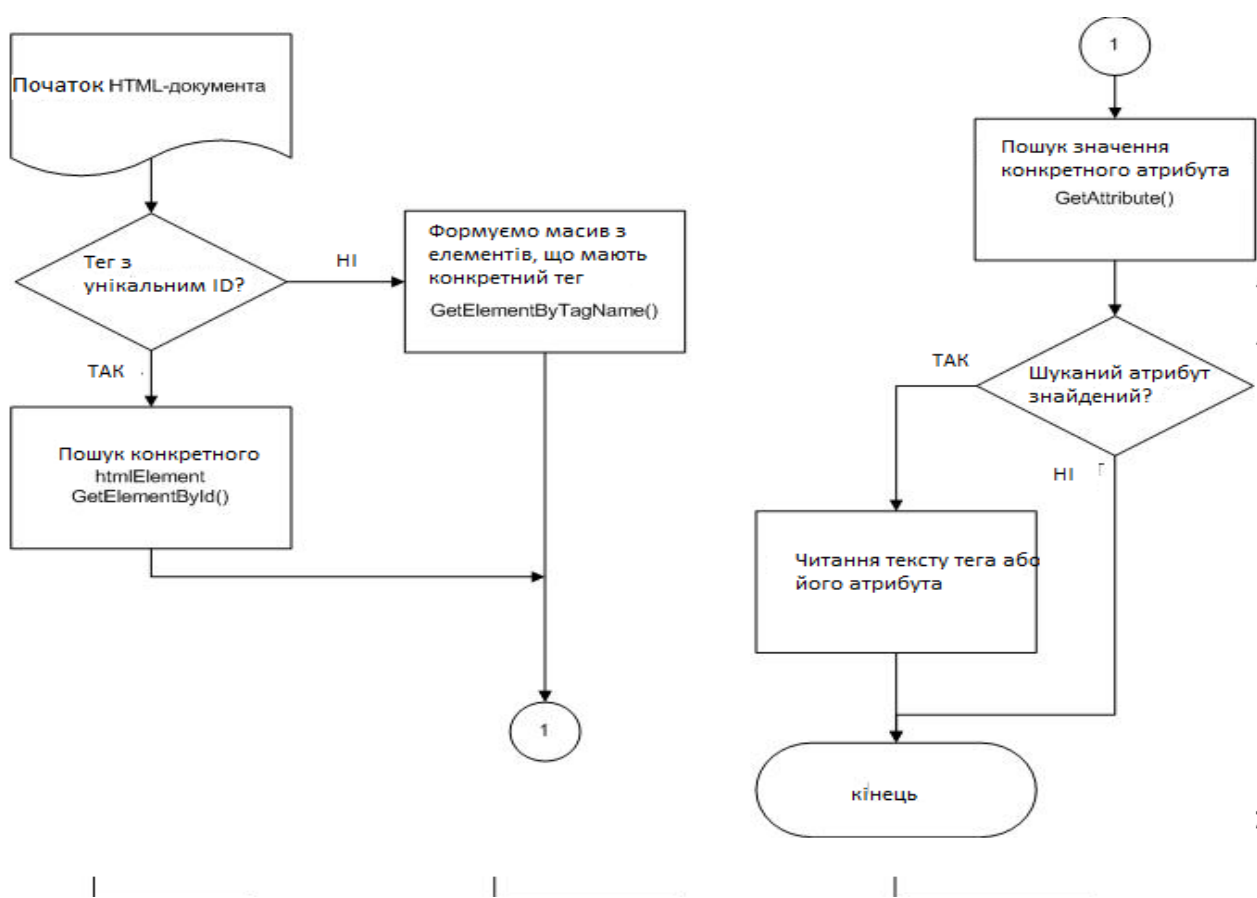 Початок HTML-документа
Тег з
унікальним ID?
НІ
ТАК
Формуємо масив з
елементів, що мають
конкретний тег
GetElementByTagName()
Пошук конкретного
htmlElement
GetElementById()
1
1
Пошук значення
конкретного атрибута
GetAttribute()
Шуканий атрибут
знайдений?
ТАК
НІ
Читання тексту тега або
його атрибута
кінець